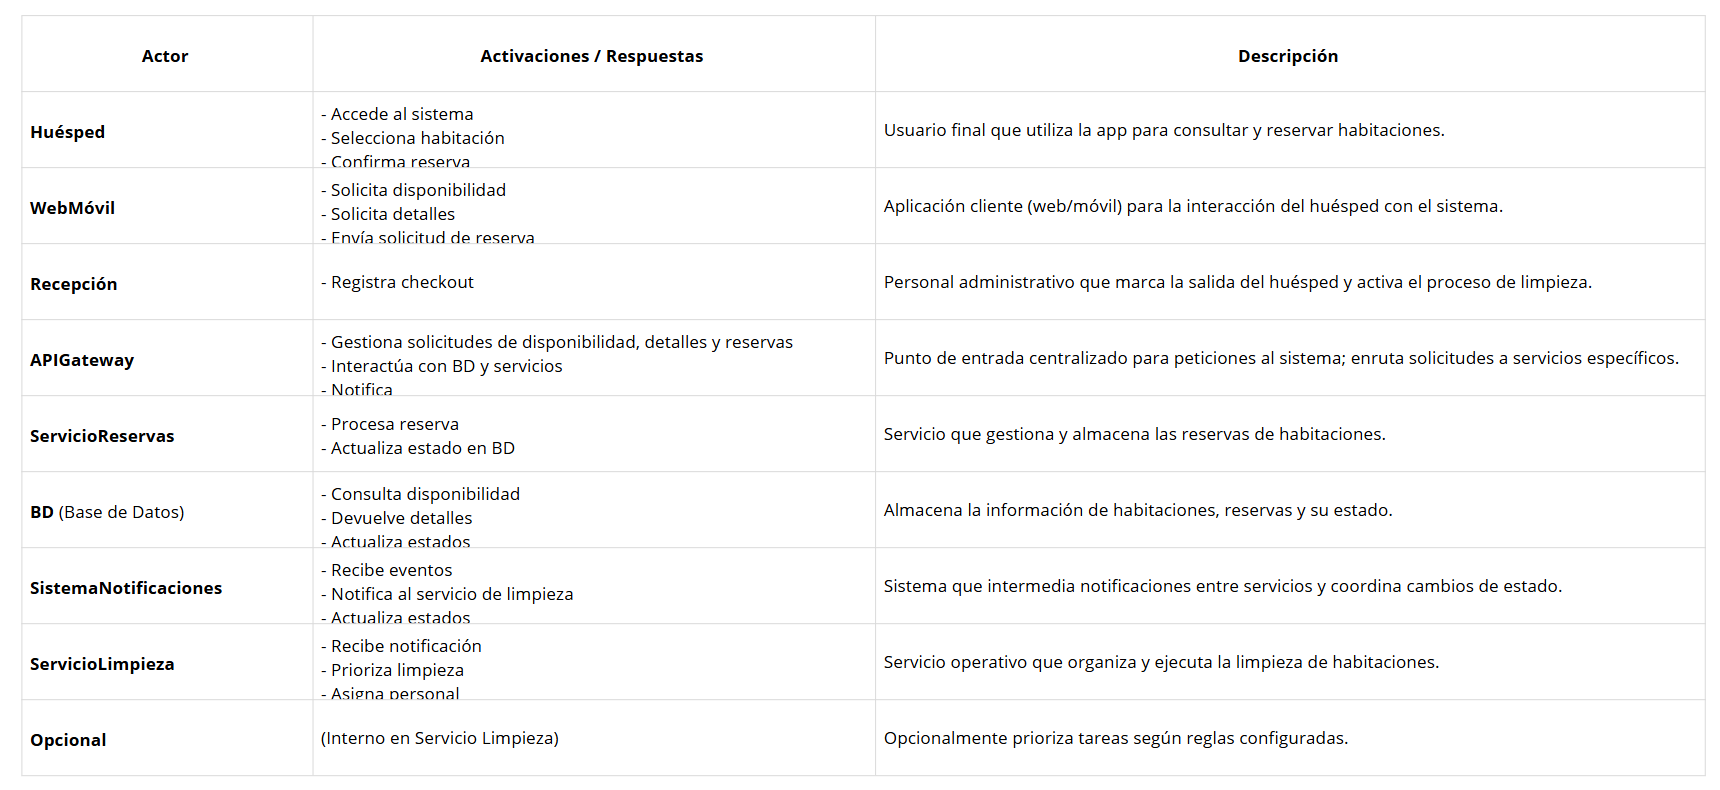 Actor
Activaciones / Respuestas
Descripción
Huésped
- Accede al sistema
- Selecciona habitación
- Confirma reserva
Usuario final que utiliza la app para consultar y reservar habitaciones.
WebMóvil
- Solicita disponibilidad
- Solicita detalles
- Envía solicitud de reserva
Aplicación cliente (web/móvil) para la interacción del huésped con el sistema.
Recepción
- Registra checkout
Personal administrativo que marca la salida del huésped y activa el proceso de limpieza.
APIGateway
- Gestiona solicitudes de disponibilidad, detalles y reservas
- Interactúa con BD y servicios
- Notifica
Punto de entrada centralizado para peticiones al sistema; enruta solicitudes a servicios específicos.
ServicioReservas
- Procesa reserva
- Actualiza estado en BD
Servicio que gestiona y almacena las reservas de habitaciones.
BD (Base de Datos)
- Consulta disponibilidad
- Devuelve detalles
- Actualiza estados
Almacena la información de habitaciones, reservas y su estado.
SistemaNotificaciones
- Recibe eventos
- Notifica al servicio de limpieza
- Actualiza estados
Sistema que intermedia notificaciones entre servicios y coordina cambios de estado.
ServicioLimpieza
- Recibe notificación
- Prioriza limpieza
- Asigna personal
Servicio operativo que organiza y ejecuta la limpieza de habitaciones.
Opcional
(Interno en Servicio Limpieza)
Opcionalmente prioriza tareas según reglas configuradas.